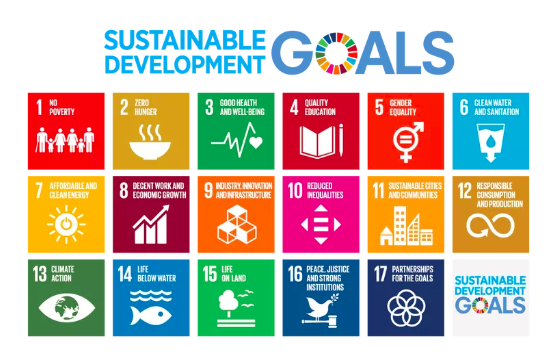 SUSTAINABLE
DEVELOPMENT GOALS
1 NO
POVERTY
2 ZERO
HUNGER
3 GOOD HEALTH
AND WELL-BEING
4 QUALITY
EDUCATION
5 GENDER
EQUALITY
6 CLEAN WATER
AND SANITATION
7 AFFORDABLE AND
CLEAN ENERGY
8 DECENT WORK AND
ECONOMIC GROWTH
9 INDUSTRY, INNOVATION
AND INFRASTRUCTURE
10 REDUCED
INEQUALITIES
11 SUSTAINABLE CITIES
AND COMMUNITIES
12 RESPONSIBLE
CONSUMPTION
AND PRODUCTION
13 CLIMATE
ACTION
14 LIFE
BELOW WATER
15 LIFE
ON LAND
16 PEACE, JUSTICE
AND STRONG
INSTITUTIONS
17 PARTNERSHIPS
FOR THE GOALS
SUSTAINABLE
DEVELOPMENT
GOALS